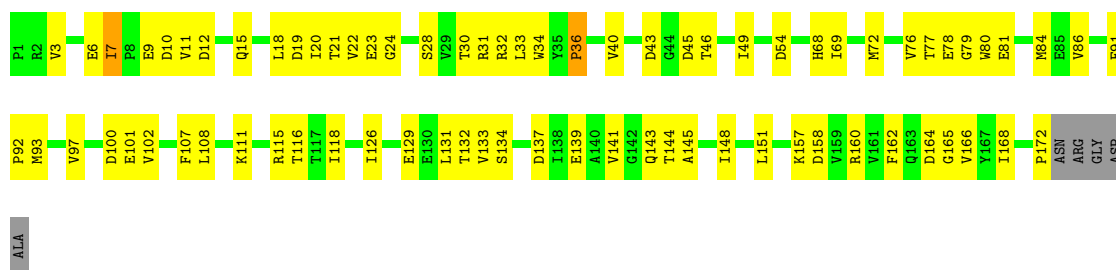 P1 R2 V3 E6 I7 P8 E9 D10 V11 D12 Q15 L18 D19 I20 T21 V22 E23 G24 S28 V29 T30 R31 R32 L33 W34 Y35 P36 V40 D43 G44 D45 T46 I49 D54 H68 I69 M72 V76 T77 E78 G79 W80 E81 M84 E85 V86
P92 M93 V97 D100 E101 V102 F107 L108 K111 R115 T116 T117 I118 I126 E129 E130 L131 T132 V133 S134 D137 I138 E139 A140 V141 G142 Q143 T144 A145 I148 L151 K157 D158 V159 R160 V161 F162 Q163 D164 G165 V166 Y167 I168 P172 ASN ARG GLY ASP
ALA